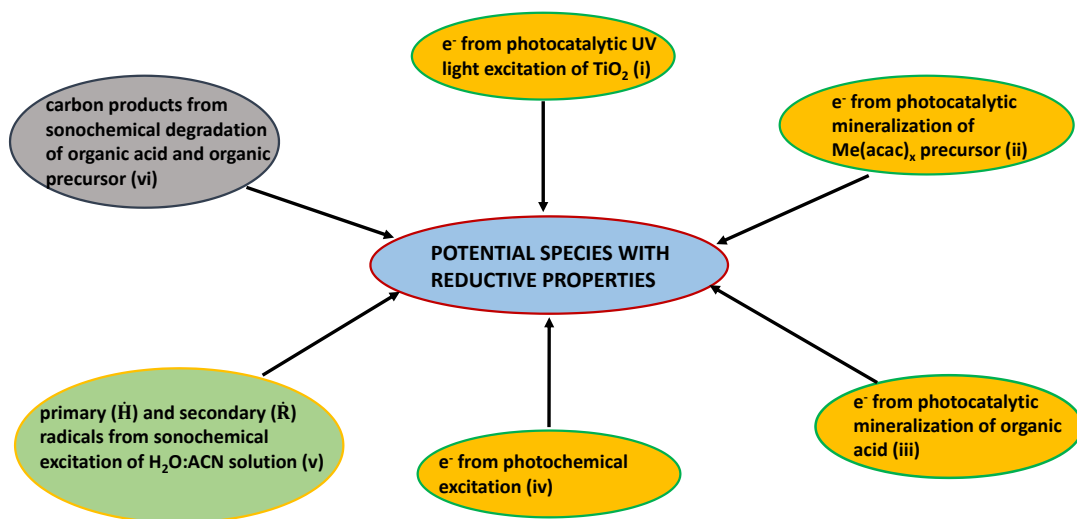 e⁻ from photocatalytic UV
light excitation of TiO₂ (i)
carbon products from
sonochemical degradation
of organic acid and organic
precursor (vi)
e⁻ from photocatalytic
mineralization of
Me(acac)ₓ precursor (ii)
POTENTIAL SPECIES WITH
REDUCTIVE PROPERTIES
primary (Ḣ) and secondary (Ṙ)
radicals from sonochemical
excitation of H₂O:ACN solution (v)
e⁻ from photochemical
excitation (iv)
e⁻ from photocatalytic
mineralization of organic
acid (iii)